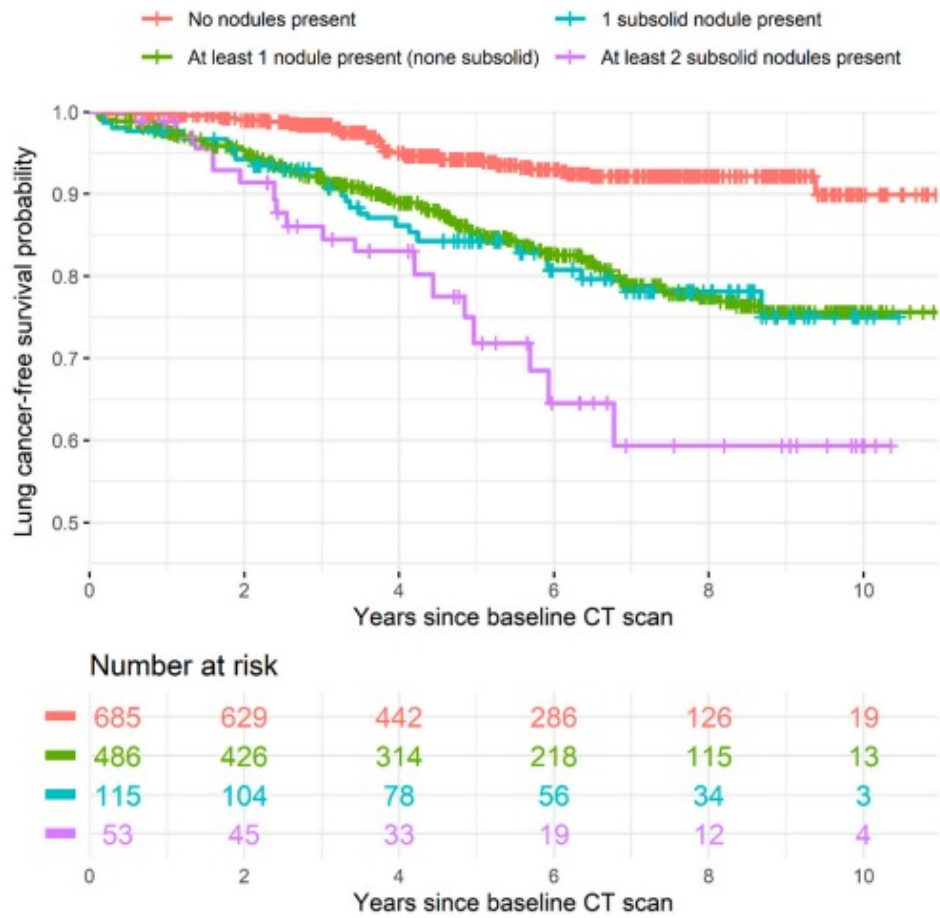 No nodules present
1 subsolid nodule present
At least 1 nodule present (none subsolid)
At least 2 subsolid nodules present
Lung cancer-free survival probability
1.0
0.9
0.8
0.7
0.6
0.5
0 2 4 6 8 10
Years since baseline CT scan
Number at risk
685 629 442 286 126 19
486 426 314 218 115 13
115 104 78 56 34 3
53 45 33 19 12 4
0 2 4 6 8 10
Years since baseline CT scan